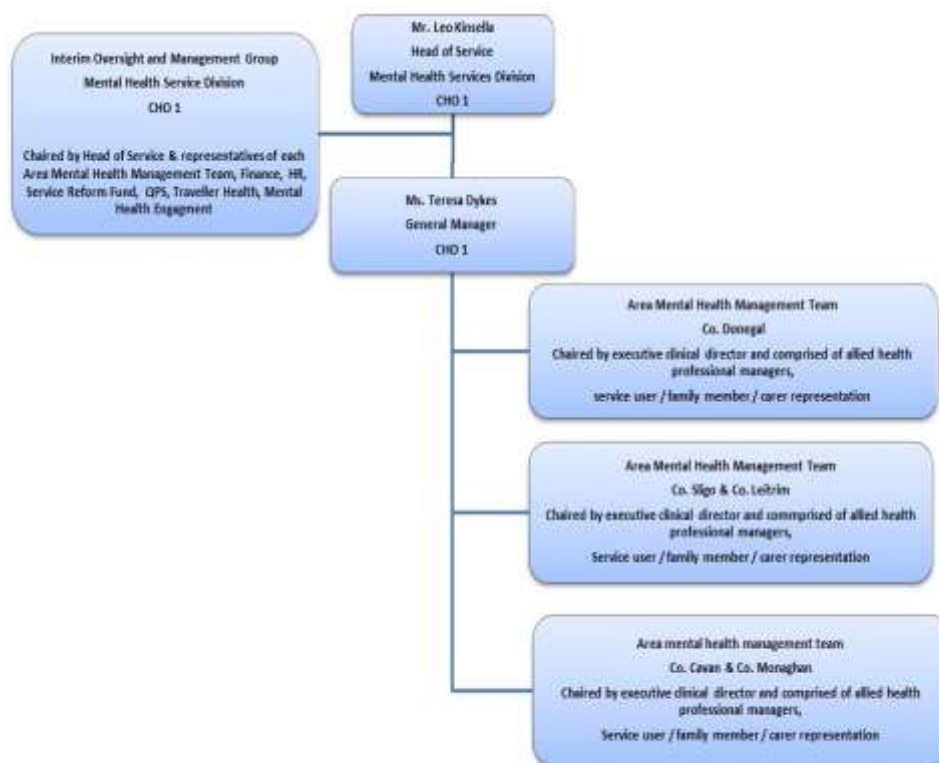 Mr. Leo Kinsella
Head of Service
Mental Health Services Division
CHO 1
Interim Oversight and Management Group
Mental Health Service Division
CHO 1
Chaired by Head of Service & representatives of each
Area Mental Health Management Team, Finance, HR,
Service Reform Fund, QPS, Traveller Health, Mental
Health Engagment
Ms. Teresa Dykes
General Manager
CHO 1
Area Mental Health Management Team
Co. Donegal
Chaired by executive clinical director and comprised of allied health
professional managers,
service user / family member / carer representation
Area Mental Health Management Team
Co. Sligo & Co. Leitrim
Chaired by executive clinical director and commprised of allied health
professional managers,
Service user / family member / carer representation
Area mental health management team
Co. Cavan & Co. Monaghan
Chaired by executive clinical director and comprised of allied health
professional managers,
Service user / family member / carer representation